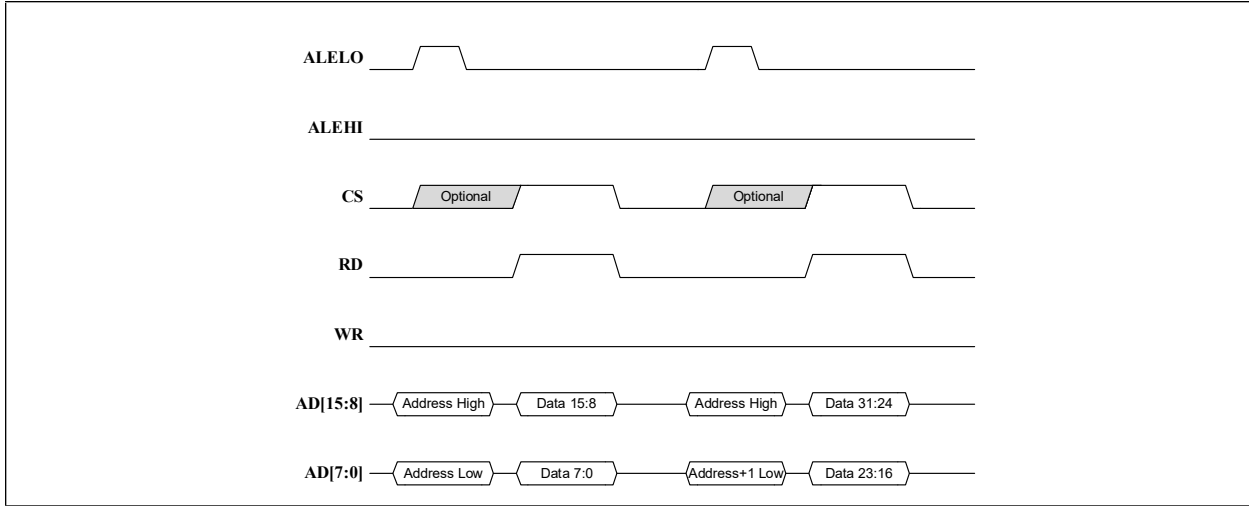 ALELO
ALEHI
CS Optional Optional
RD
WR
AD[15:8] Address High Data 15:8 Address High Data 31:24
AD[7:0] Address Low Data 7:0 Address+1 Low Data 23:16